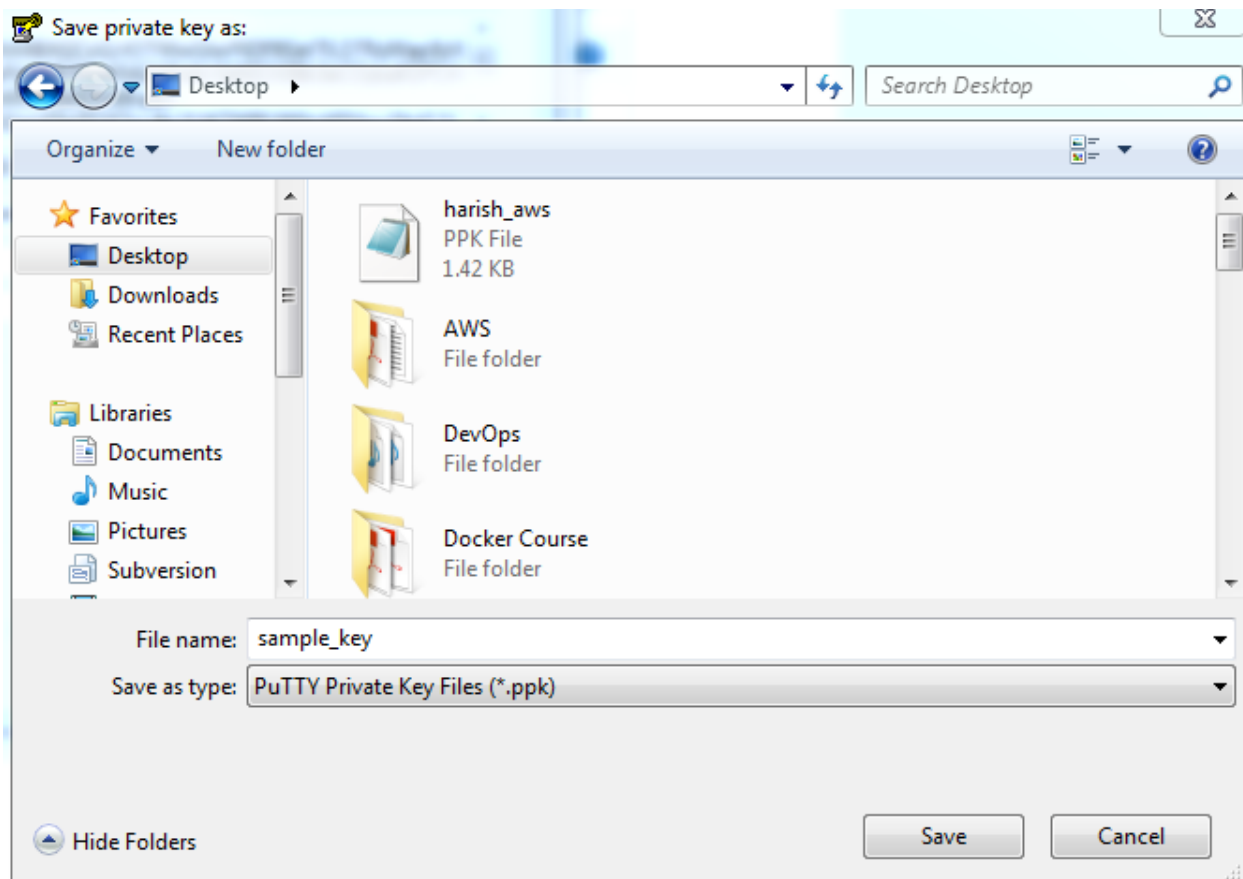 Save private key as:
Desktop
Search Desktop
Organize
New folder
Favorites
Desktop
Downloads
Recent Places
Libraries
Documents
Music
Pictures
Subversion
harish_aws
PPK File
1.42 KB
AWS
File folder
DevOps
File folder
Docker Course
File folder
File name: sample_key
Save as type: PuTTY Private Key Files (*.ppk)
Hide Folders
Save
Cancel